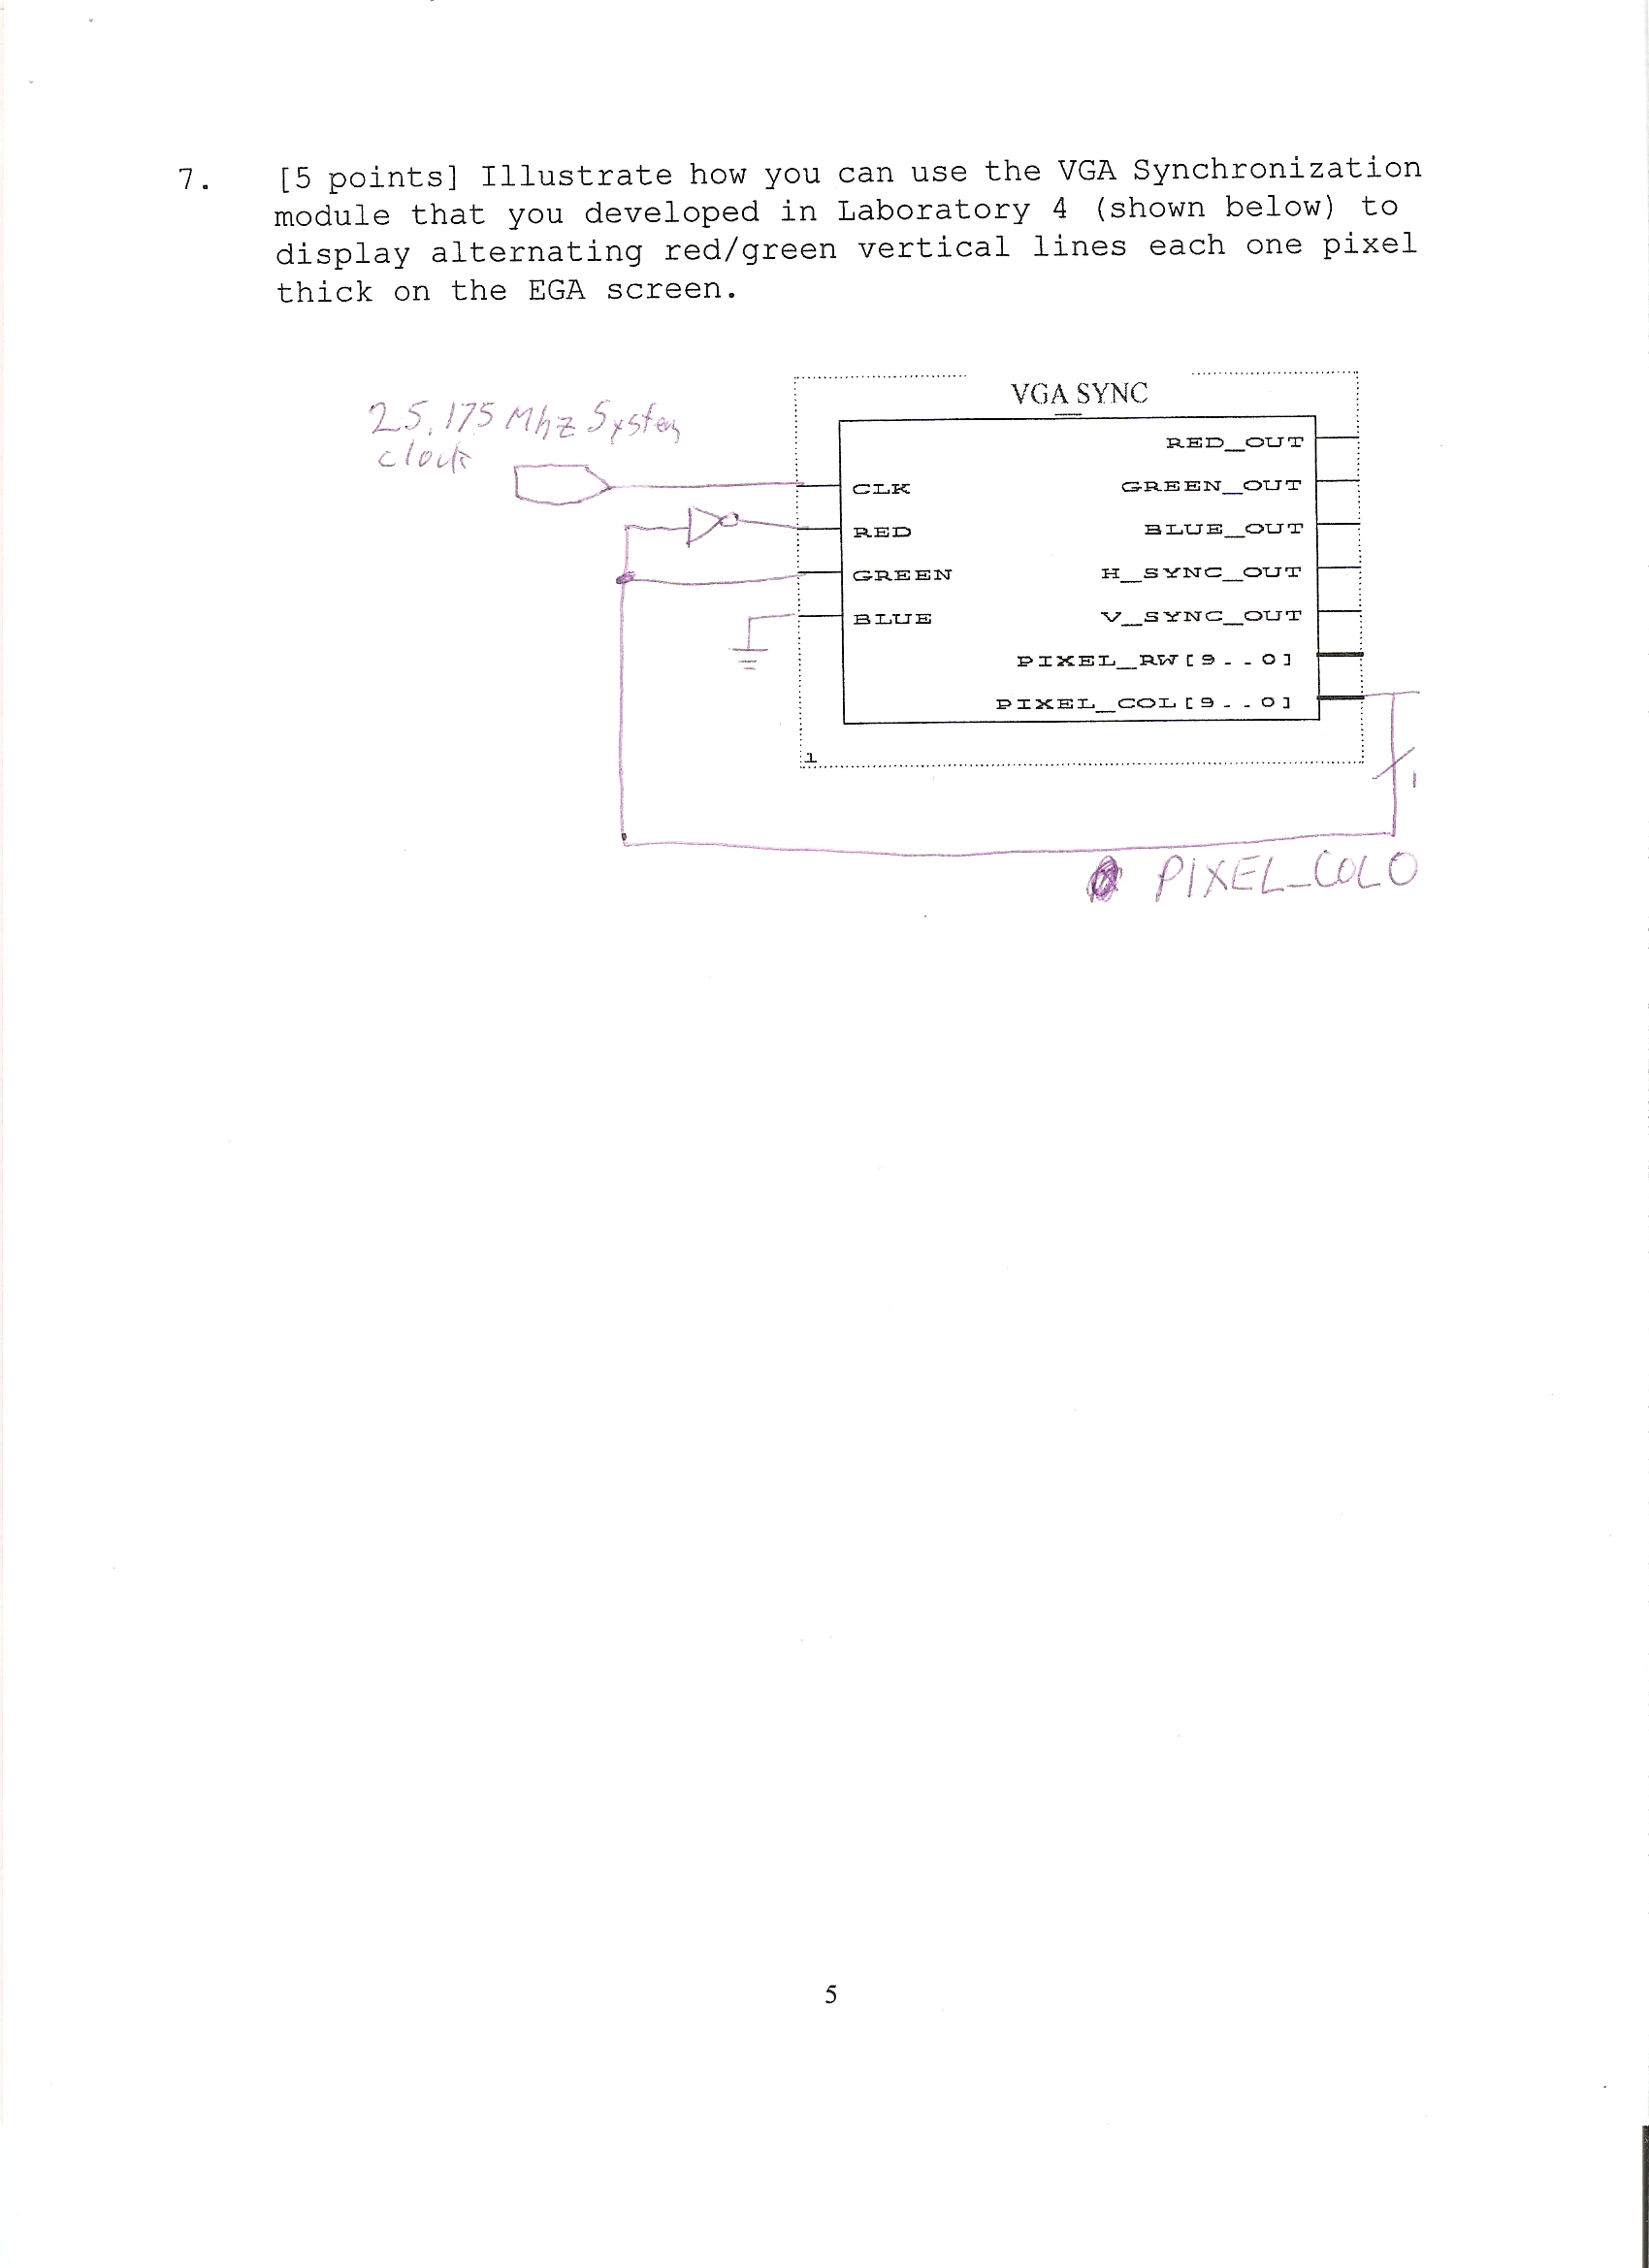 7. [5 points] Illustrate how you can use the VGA Synchronization
module that you developed in Laboratory 4 (shown below) to
display alternating red/green vertical lines each one pixel
thick on the EGA screen.
VGA SYNC
25.175 Mhz System
clock
RED_OUT
CLK GREEN_OUT
RED BLUE_OUT
GREEN H_SYNC_OUT
BLUE V_SYNC_OUT
PIXEL_RW[9..0]
PIXEL_COL[9..0]
1
1
PIXEL_COL0
5